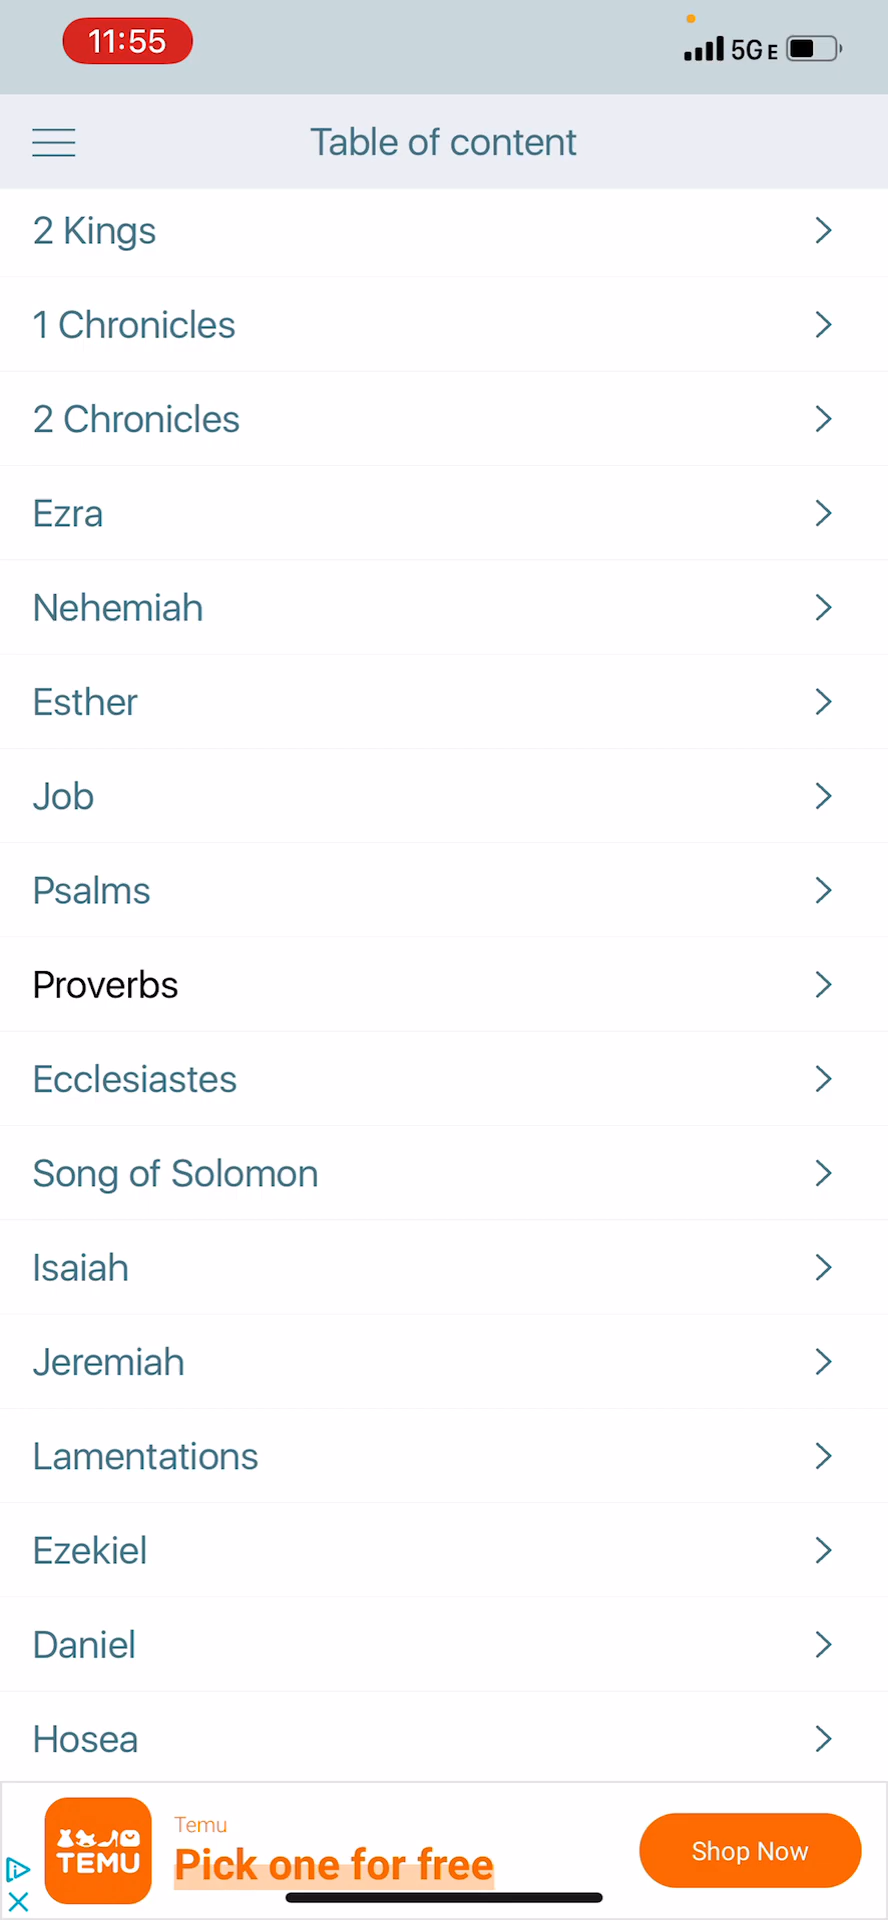 11:55
5G E
Table of content
2 Kings
1 Chronicles
2 Chronicles
Ezra
Nehemiah
Esther
Job
Psalms
Proverbs
Ecclesiastes
Song of Solomon
Isaiah
Jeremiah
Lamentations
Ezekiel
Daniel
Hosea
TEMU
Temu
Pick one for free
Shop Now